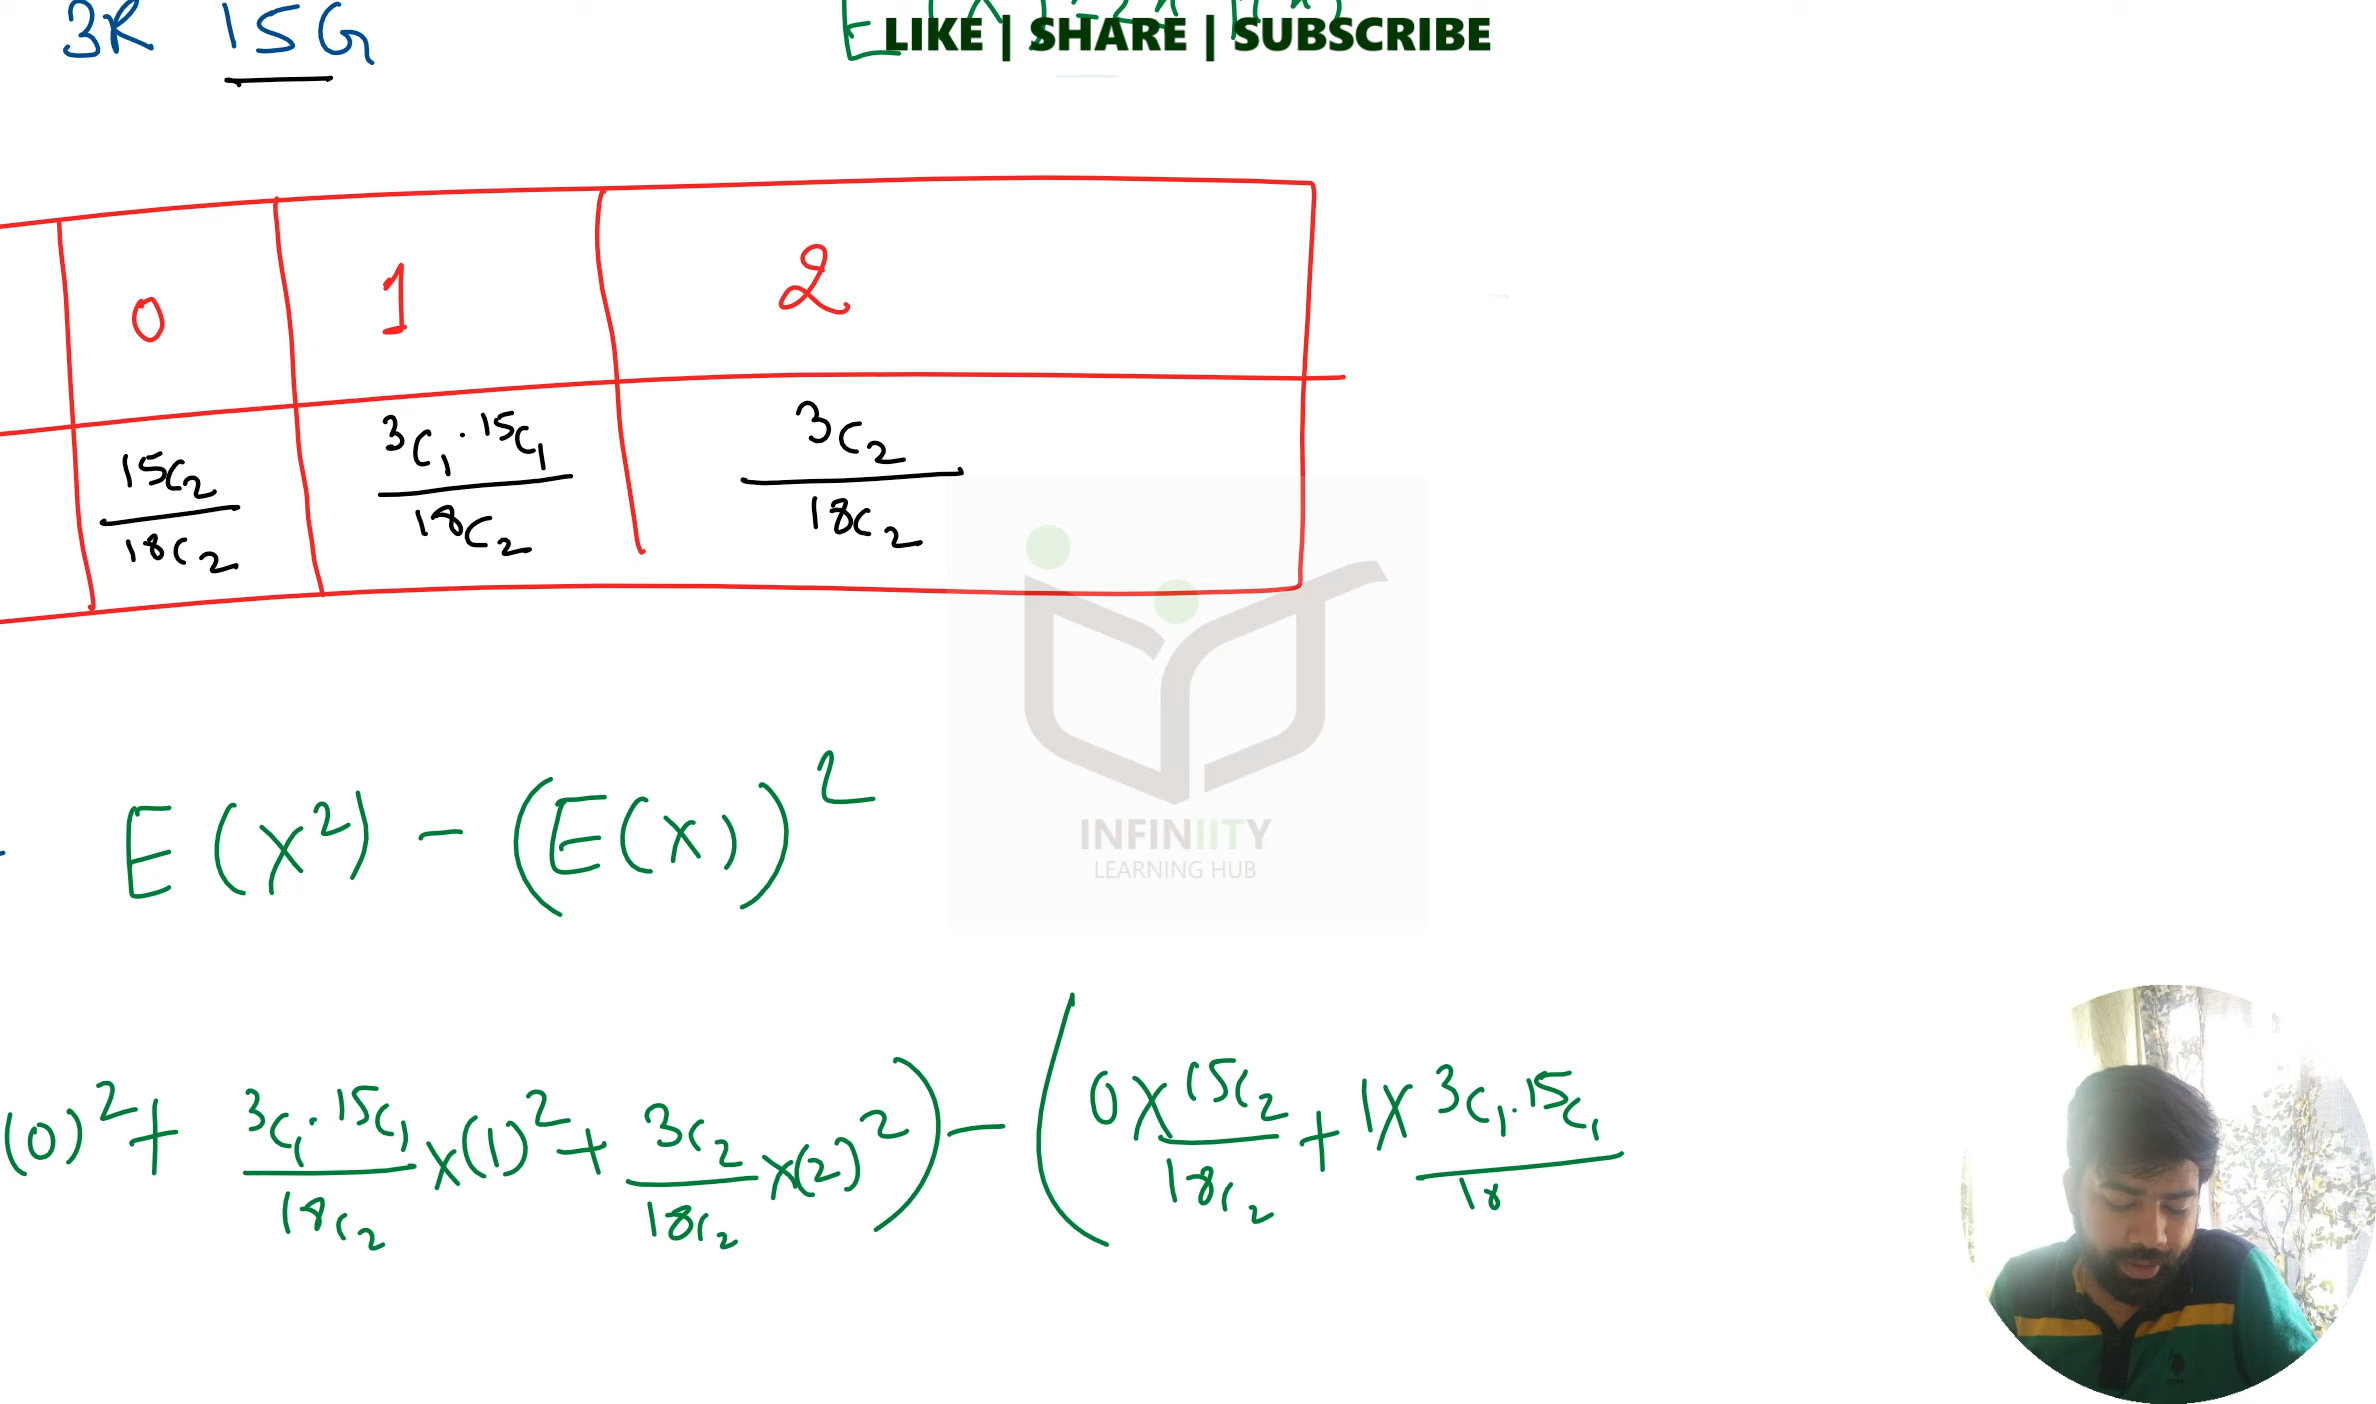 3R 15G
LIKE | SHARE | SUBSCRIBE
0 1 2
15C2/18C2 3C1·15C1/18C2 3C2/18C2
E(x²) - (E(x))²
INFINIITY
LEARNING HUB
(0)² + 3C1·15C1/18C2 x(1)² + 3C2/18C2 x(2)²) - (0 x 15C2/18C2 + 1 x 3C1·15C1/18